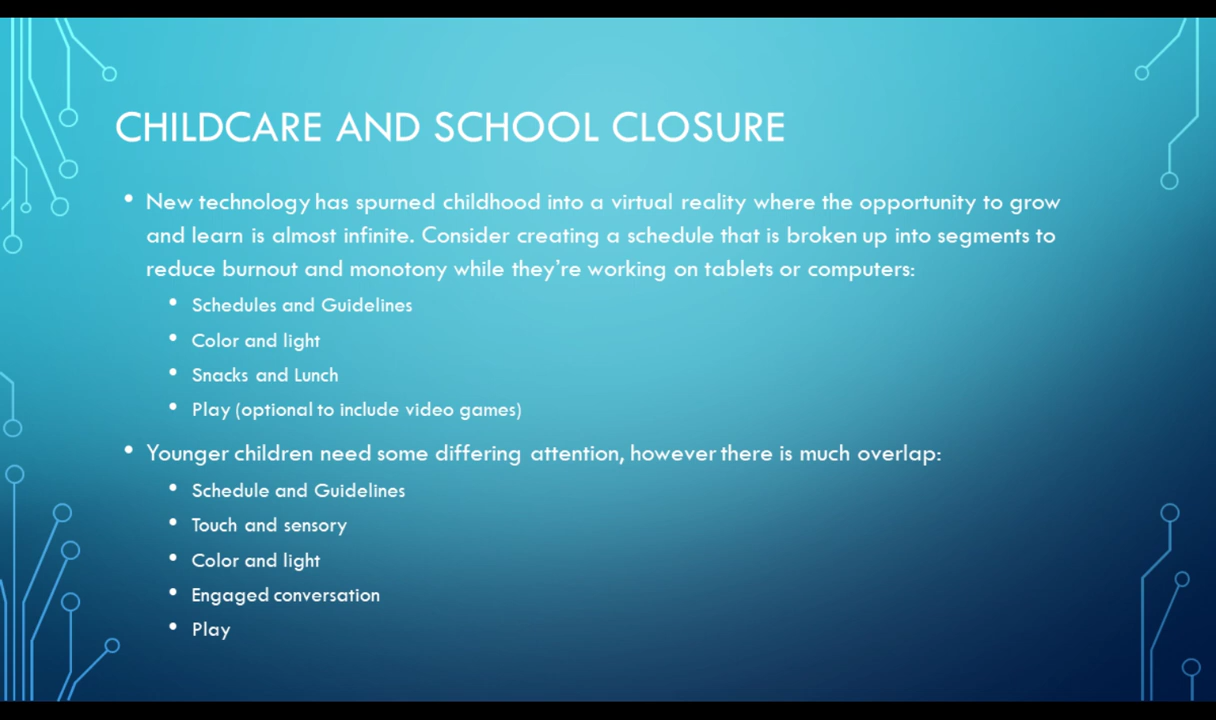 CHILDCARE AND SCHOOL CLOSURE
• New technology has spurned childhood into a virtual reality where the opportunity to grow
and learn is almost infinite. Consider creating a schedule that is broken up into segments to
reduce burnout and monotony while they're working on tablets or computers:
• Schedules and Guidelines
• Color and light
• Snacks and Lunch
• Play (optional to include video games)
• Younger children need some differing attention, however there is much overlap:
• Schedule and Guidelines
• Touch and sensory
• Color and light
• Engaged conversation
• Play